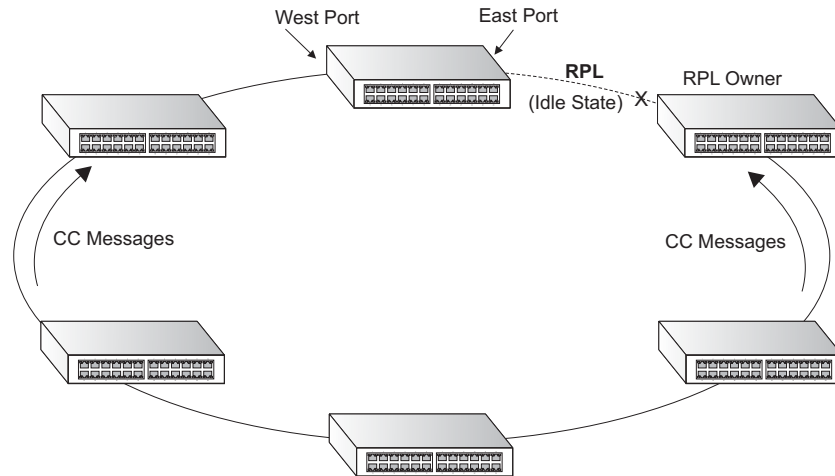 West Port
East Port
RPL
(Idle State)
X
RPL Owner
CC Messages
CC Messages